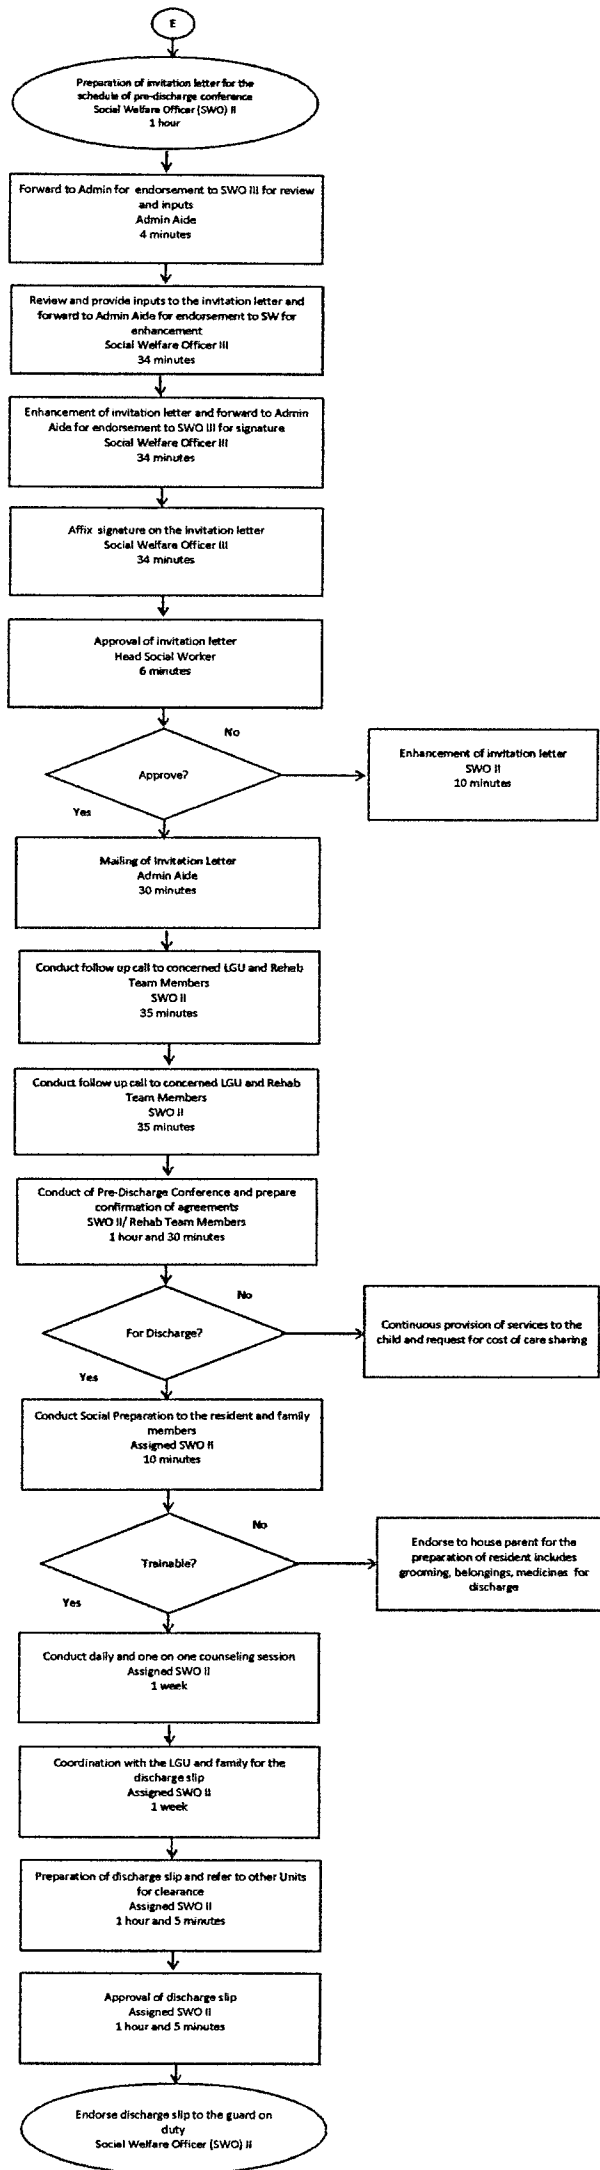 E
Preparation of invitation letter for the
schedule of pre-discharge conference
Social Welfare Officer (SWO) II
1 hour
Forward to Admin for endorsement to SWO III for review
and inputs
Admin Aide
4 minutes
Review and provide inputs to the invitation letter and
forward to Admin Aide for endorsement to SW for
enhancement
Social Welfare Officer III
34 minutes
Enhancement of invitation letter and forward to Admin
Aide for endorsement to SWO III for signature
Social Welfare Officer III
34 minutes
Affix signature on the invitation letter
Social Welfare Officer III
34 minutes
Approval of invitation letter
Head Social Worker
6 minutes
No
Approve?
Enhancement of invitation letter
SWO II
10 minutes
Yes
Mailing of Invitation Letter
Admin Aide
30 minutes
Conduct follow up call to concerned LGU and Rehab
Team Members
SWO II
35 minutes
Conduct follow up call to concerned LGU and Rehab
Team Members
SWO II
35 minutes
Conduct of Pre-Discharge Conference and prepare
confirmation of agreements
SWO II/ Rehab Team Members
1 hour and 30 minutes
No
For Discharge?
Continuous provision of services to the
child and request for cost of care sharing
Yes
Conduct Social Preparation to the resident and family
members
Assigned SWO II
10 minutes
No
Trainable?
Endorse to house parent for the
preparation of resident includes
grooming, belongings, medicines for
discharge
Yes
Conduct daily and one on one counseling session
Assigned SWO II
1 week
Coordination with the LGU and family for the
discharge slip
Assigned SWO II
1 week
Preparation of discharge slip and refer to other Units
for clearance
Assigned SWO II
1 hour and 5 minutes
Approval of discharge slip
Assigned SWO II
1 hour and 5 minutes
Endorse discharge slip to the guard on
duty
Social Welfare Officer (SWO) II